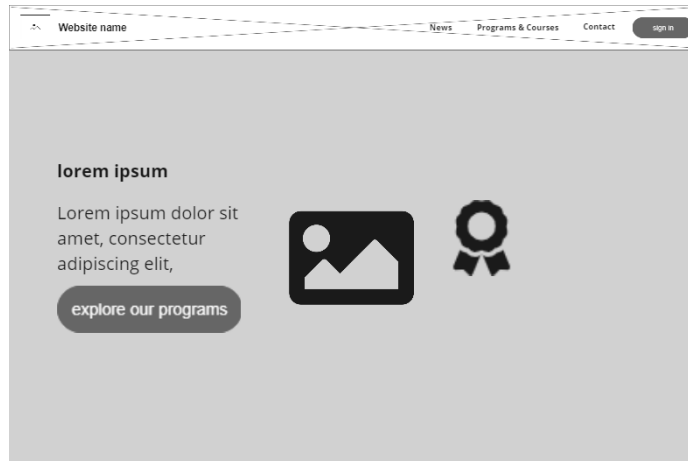 Website name
News
Programs & Courses
Contact
sign in
lorem ipsum
Lorem ipsum dolor sit
amet, consectetur
adipiscing elit,
explore our programs